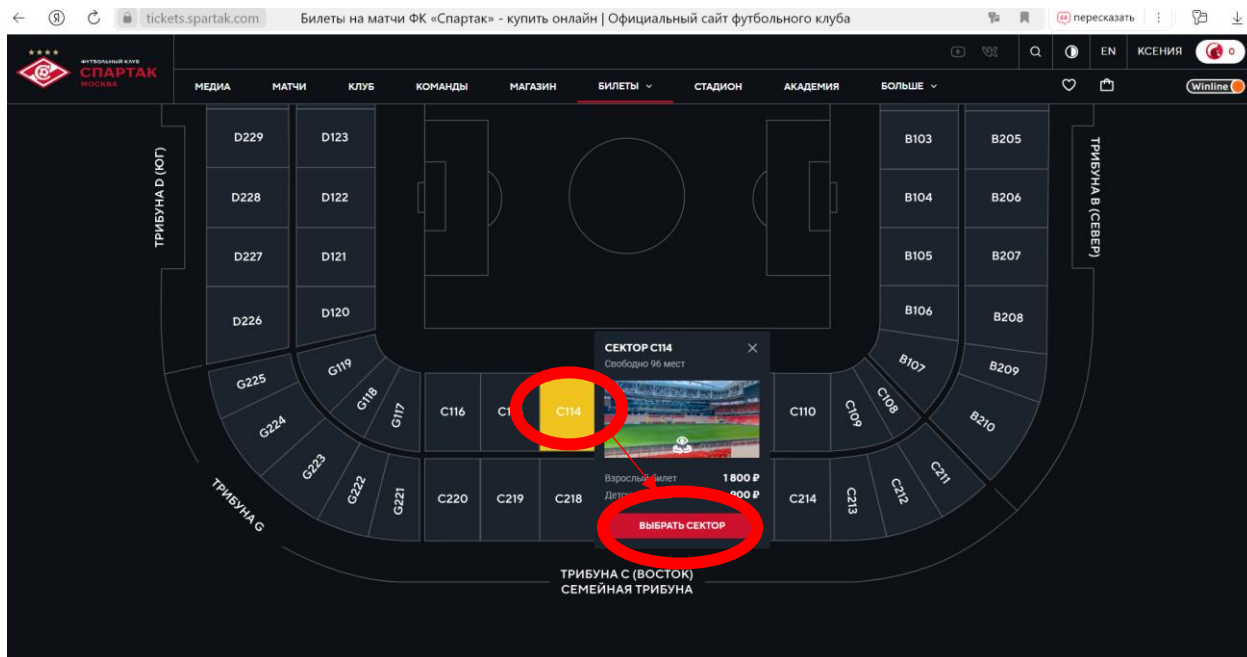 tickets.spartak.com
Билеты на матчи ФК «Спартак» - купить онлайн | Официальный сайт футбольного клуба
пересказать
ФУТБОЛЬНЫЙ КЛУБ
СПАРТАК
МОСКВА
EN
КСЕНИЯ
0
МЕДИА
МАТЧИ
КЛУБ
КОМАНДЫ
МАГАЗИН
БИЛЕТЫ
СТАДИОН
АКАДЕМИЯ
БОЛЬШЕ
Winline
ТРИБУНА D (ЮГ)
D229
D123
B103
B205
D228
D122
B104
B206
D227
D121
B105
B207
D226
D120
B106
B208
ТРИБУНА B (СЕВЕР)
G225
G119
B107
B209
G224
G118
C108
B210
G223
G117
C116
C114
C110
C109
G222
G221
C220
C219
C218
C214
C213
C212
C211
СЕКТОР C114
Свободно 96 мест
Взрослый билет
1 800 ₽
900 ₽
ВЫБРАТЬ СЕКТОР
ТРИБУНА G
ТРИБУНА C (ВОСТОК)
СЕМЕЙНАЯ ТРИБУНА